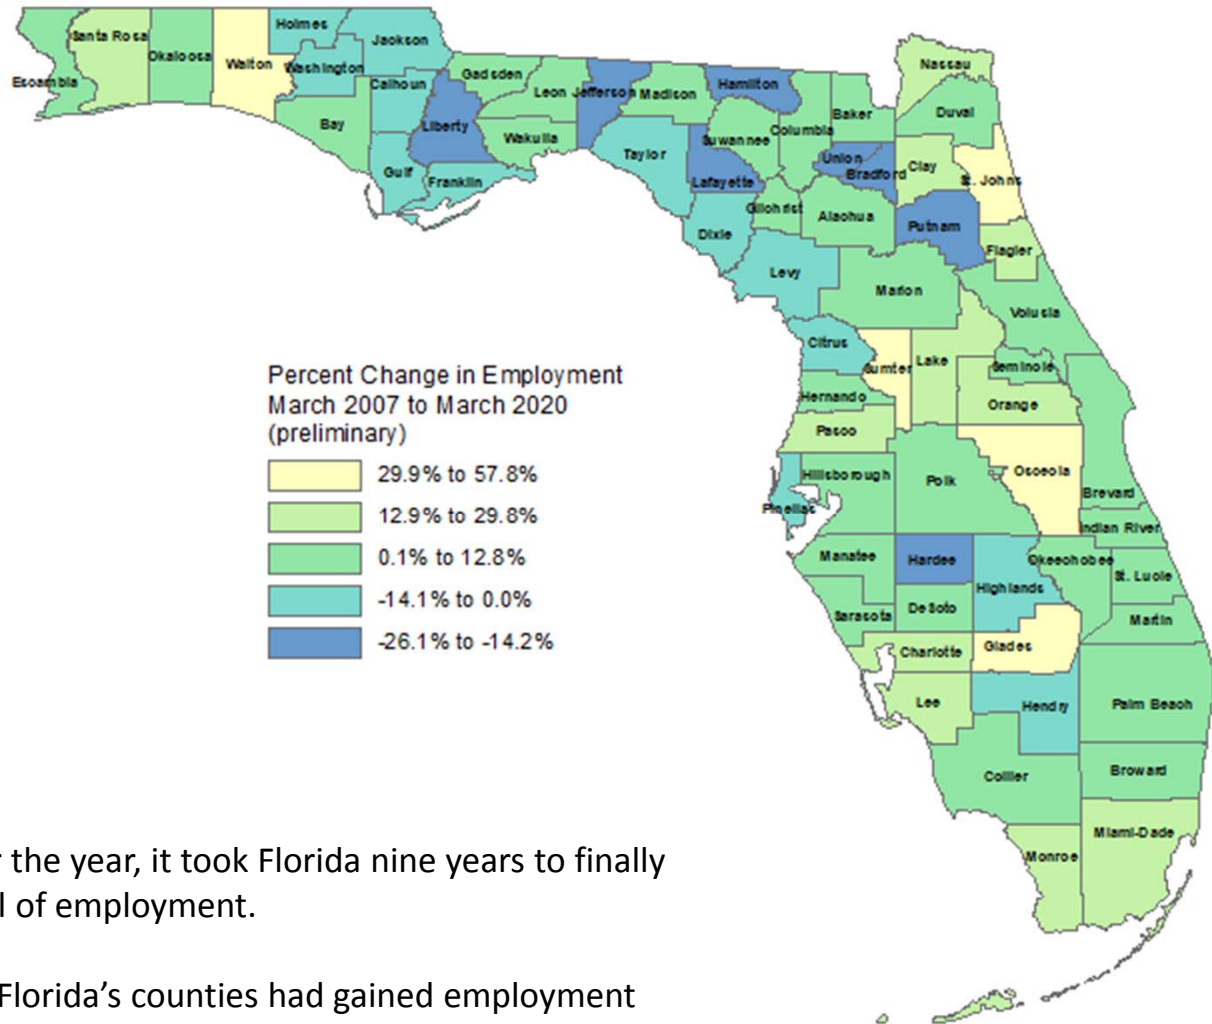 Holmes
Jackson
Santa Rosa
Okaloosa
Walton
Washington
Escambia
Calhoun
Gadsden
Leon
Jefferson
Madison
Hamilton
Nassau
Bay
Liberty
Wakulla
Taylor
Suwannee
Columbia
Baker
Duval
Gulf
Franklin
Lafayette
Union
Bradford
Clay
St. Johns
Dixie
Gilchrist
Alachua
Putnam
Flagler
Levy
Marion
Volusia
Citrus
Sumter
Lake
Seminole
Hernando
Orange
Pasco
Percent Change in Employment
March 2007 to March 2020
(preliminary)
29.9% to 57.8%
12.9% to 29.8%
0.1% to 12.8%
-14.1% to 0.0%
-26.1% to -14.2%
Hillsborough
Polk
Osceola
Brevard
Pinellas
Indian River
Manatee
Hardee
Okeechobee
Highlands
St. Lucie
Sarasota
DeSoto
Martin
Charlotte
Glades
Lee
Hendry
Palm Beach
Collier
Broward
Monroe
Miami-Dade
the year, it took Florida nine years to finally
of employment.
Florida’s counties had gained employment